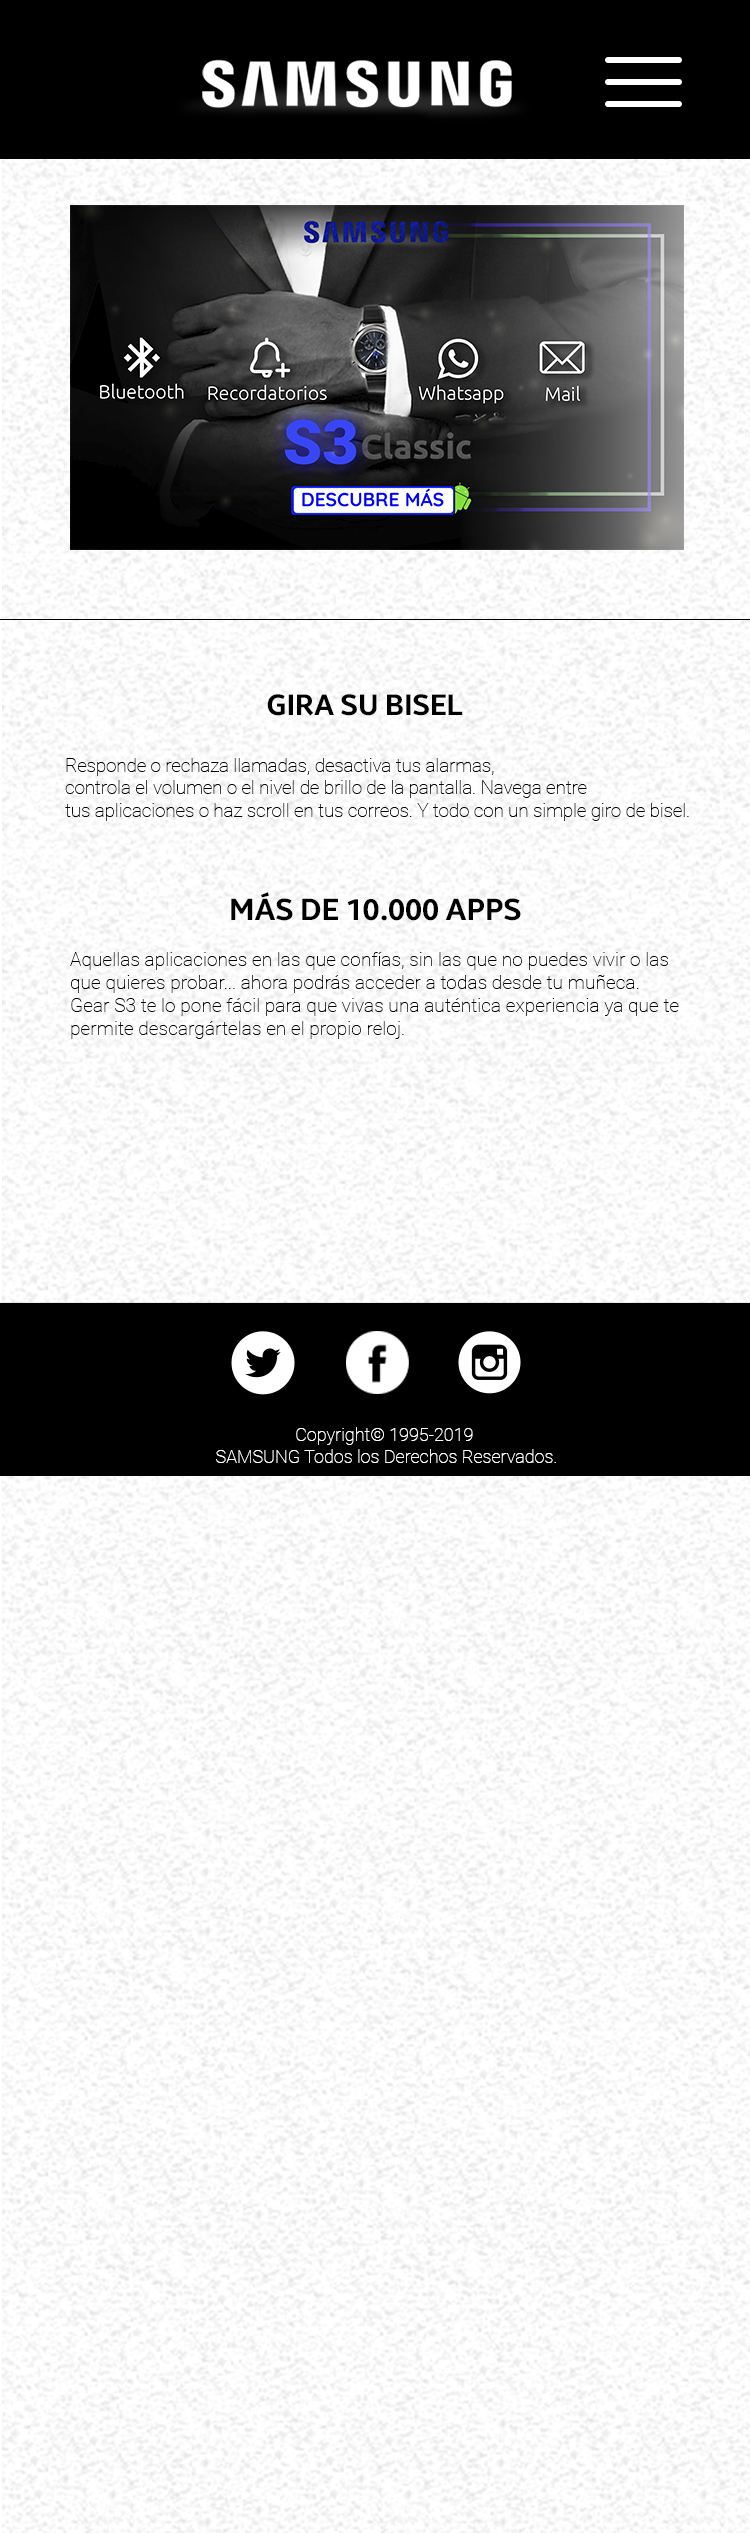 SAMSUNG
SAMSUNG
Bluetooth
Recordatorios
Whatsapp
Mail
S3 Classic
DESCUBRE MÁS
GIRA SU BISEL
Responde o rechaza llamadas, desactiva tus alarmas,
controla el volumen o el nivel de brillo de la pantalla. Navega entre
tus aplicaciones o haz scroll en tus correos. Y todo con un simple giro de bisel.
MÁS DE 10.000 APPS
Aquellas aplicaciones en las que confías, sin las que no puedes vivir o las
que quieres probar... ahora podrás acceder a todas desde tu muñeca.
Gear S3 te lo pone fácil para que vivas una auténtica experiencia ya que te
permite descargártelas en el propio reloj.
Copyright© 1995-2019
SAMSUNG Todos los Derechos Reservados.